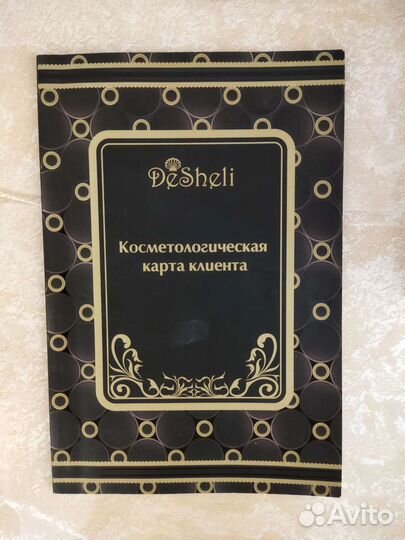 DeSheli
Косметологическая
карта клиента
Avito